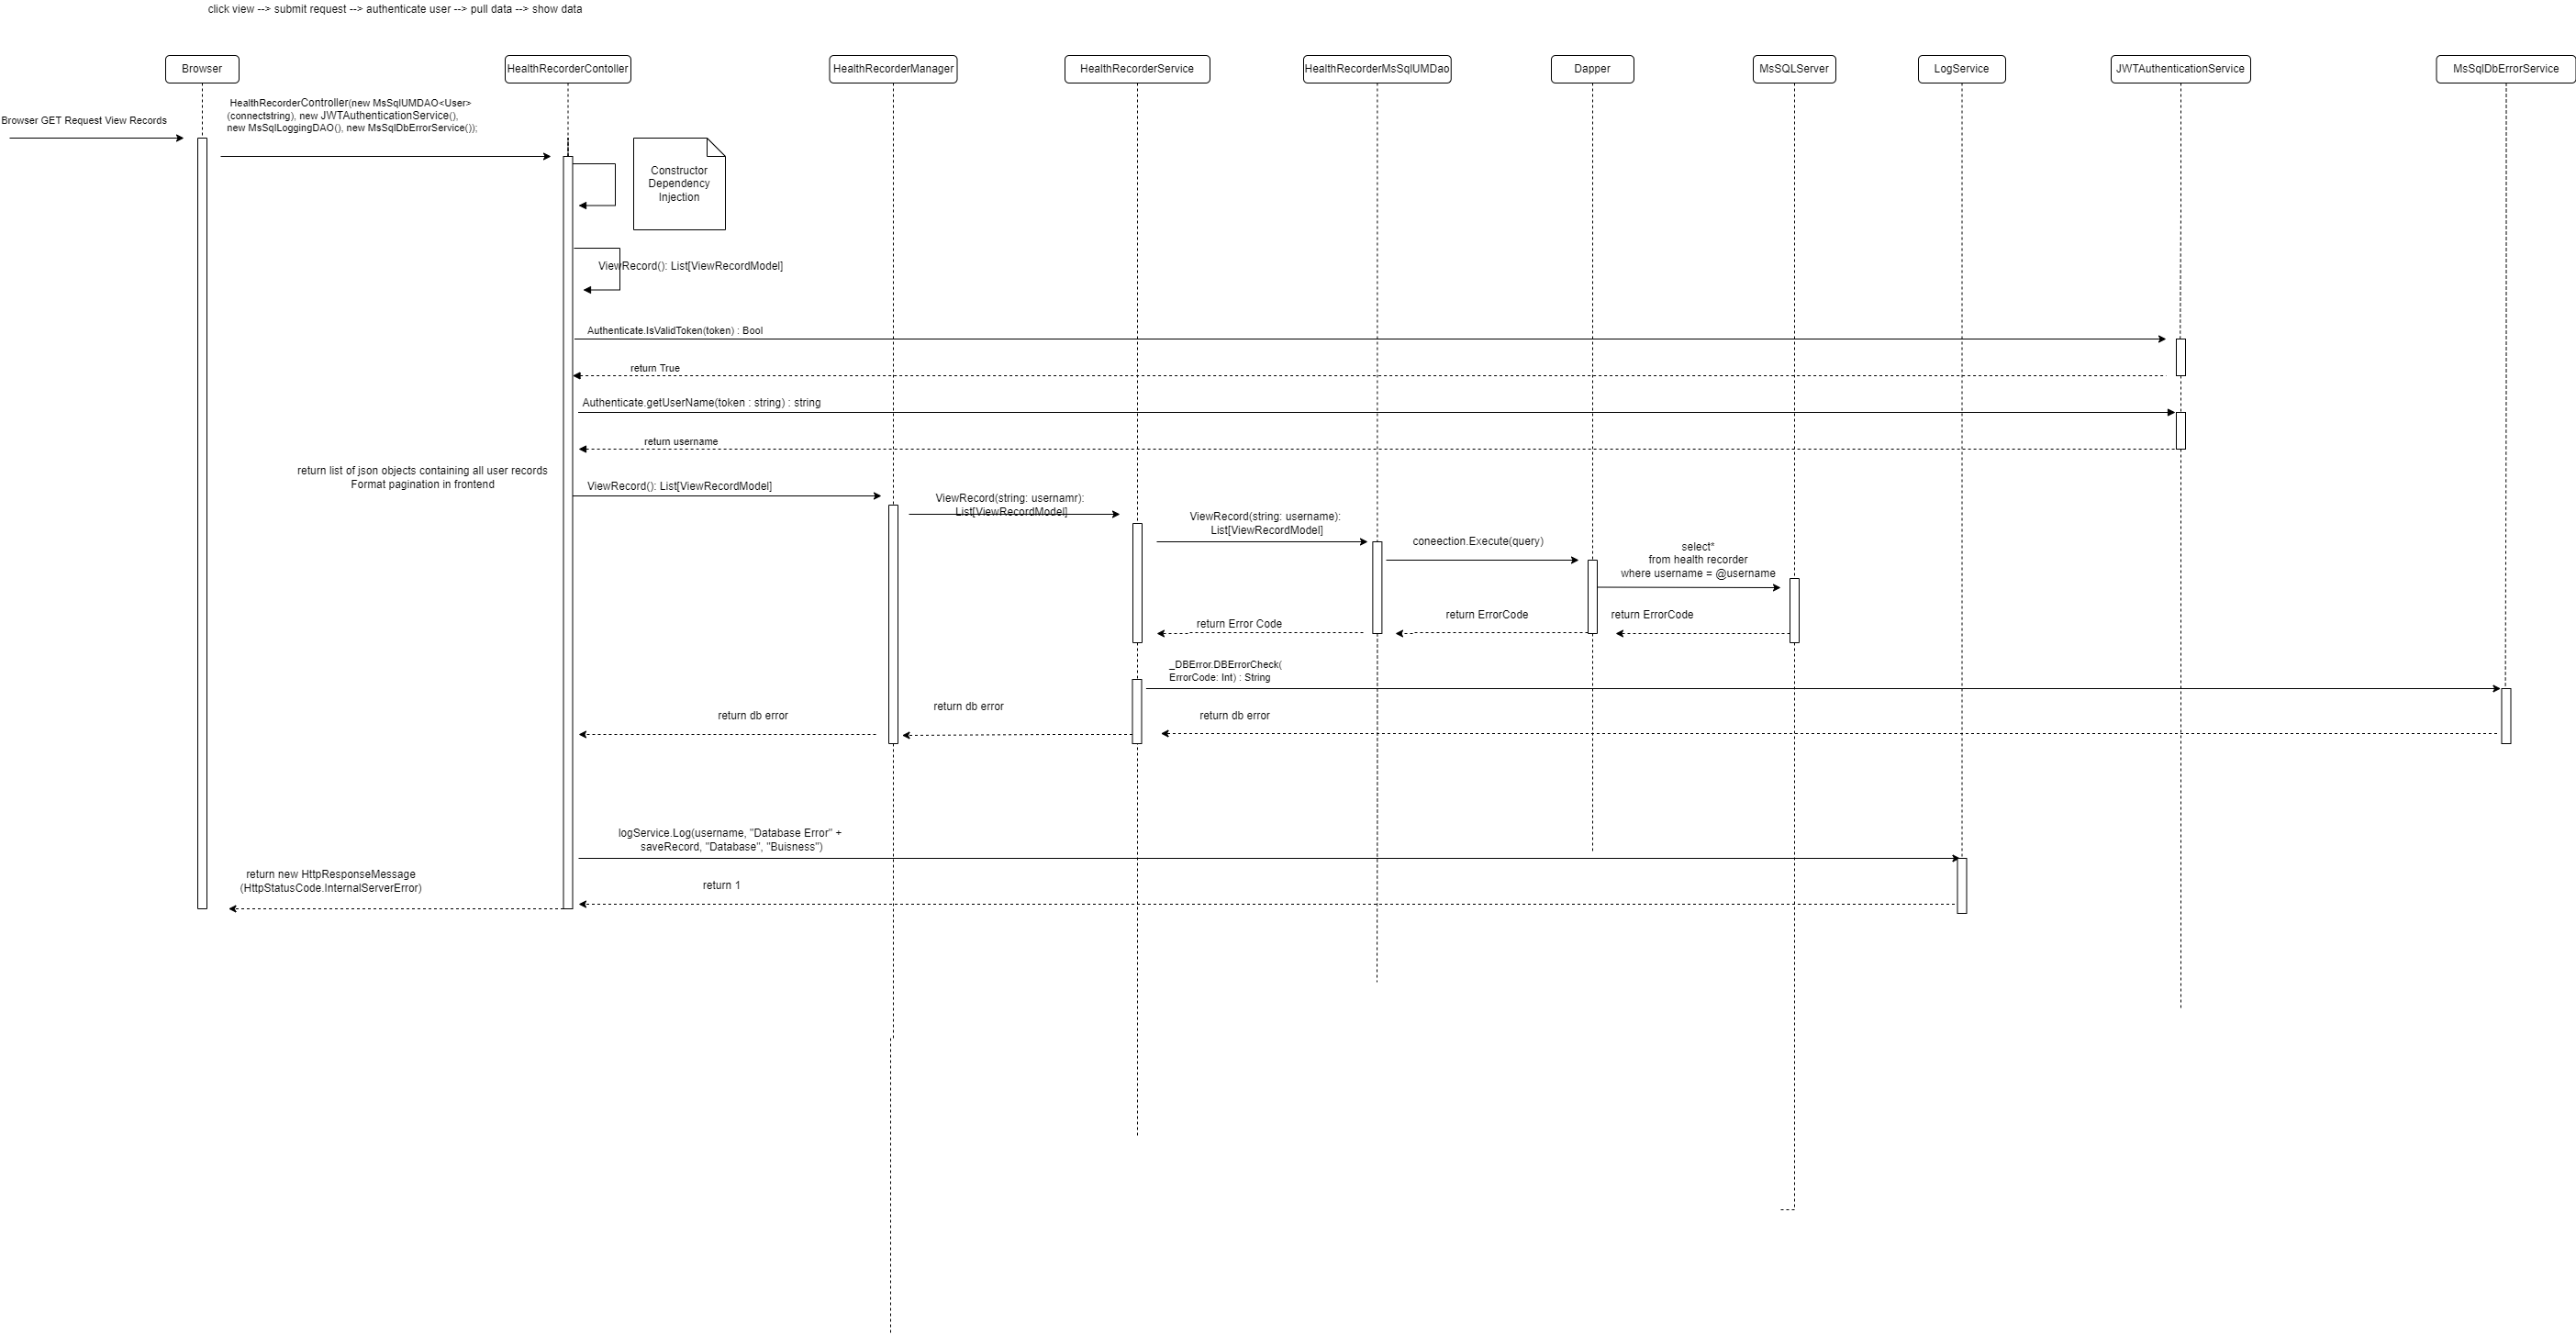 click view --> submit request --> authenticate user --> pull data --> show data
Browser
HealthRecorderContoller
HealthRecorderManager
HealthRecorderService
HealthRecorderMsSqlUMDao
Dapper
MsSQLServer
LogService
JWTAuthenticationService
MsSqlDbErrorService
Browser GET Request View Records
HealthRecorderController(new MsSqlUMDAO<User>
(connectstring), new JWTAuthenticationService(),
new MsSqlLoggingDAO(), new MsSqlDbErrorService());
Constructor
Dependency
Injection
ViewRecord(): List[ViewRecordModel]
Authenticate.IsValidToken(token) : Bool
return True
Authenticate.getUserName(token : string) : string
return username
return list of json objects containing all user records
Format pagination in frontend
ViewRecord(): List[ViewRecordModel]
ViewRecord(string: usernamr):
List[ViewRecordModel]
ViewRecord(string: username):
List[ViewRecordModel]
coneection.Execute(query)
select*
from health recorder
where username = @username
return Error Code
return ErrorCode
return ErrorCode
_DBError.DBErrorCheck(
ErrorCode: Int) : String
return db error
return db error
return db error
logService.Log(username, "Database Error" +
saveRecord, "Database", "Buisness")
return new HttpResponseMessage
(HttpStatusCode.InternalServerError)
return 1